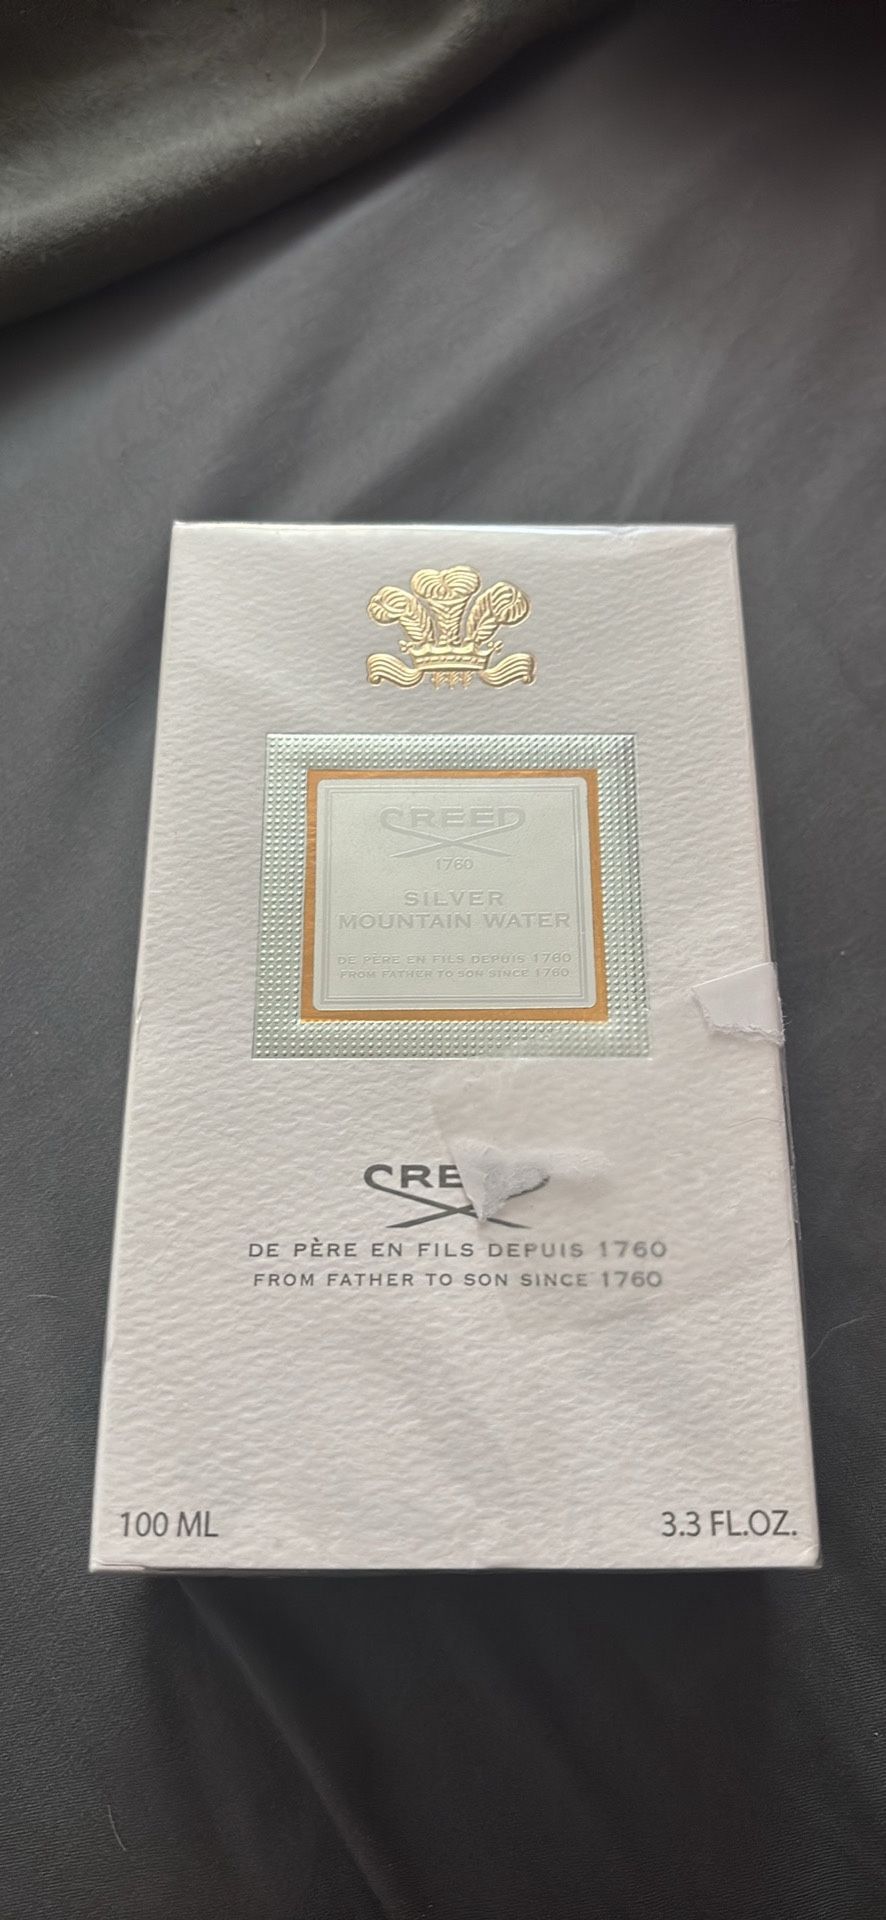 CREED
1760
SILVER
MOUNTAIN WATER
DE PÈRE EN FILS DEPUIS 1760
FROM FATHER TO SON SINCE 1760
CRE
DE PÈRE EN FILS DEPUIS 1760
FROM FATHER TO SON SINCE 1760
100 ML
3.3 FL.OZ.